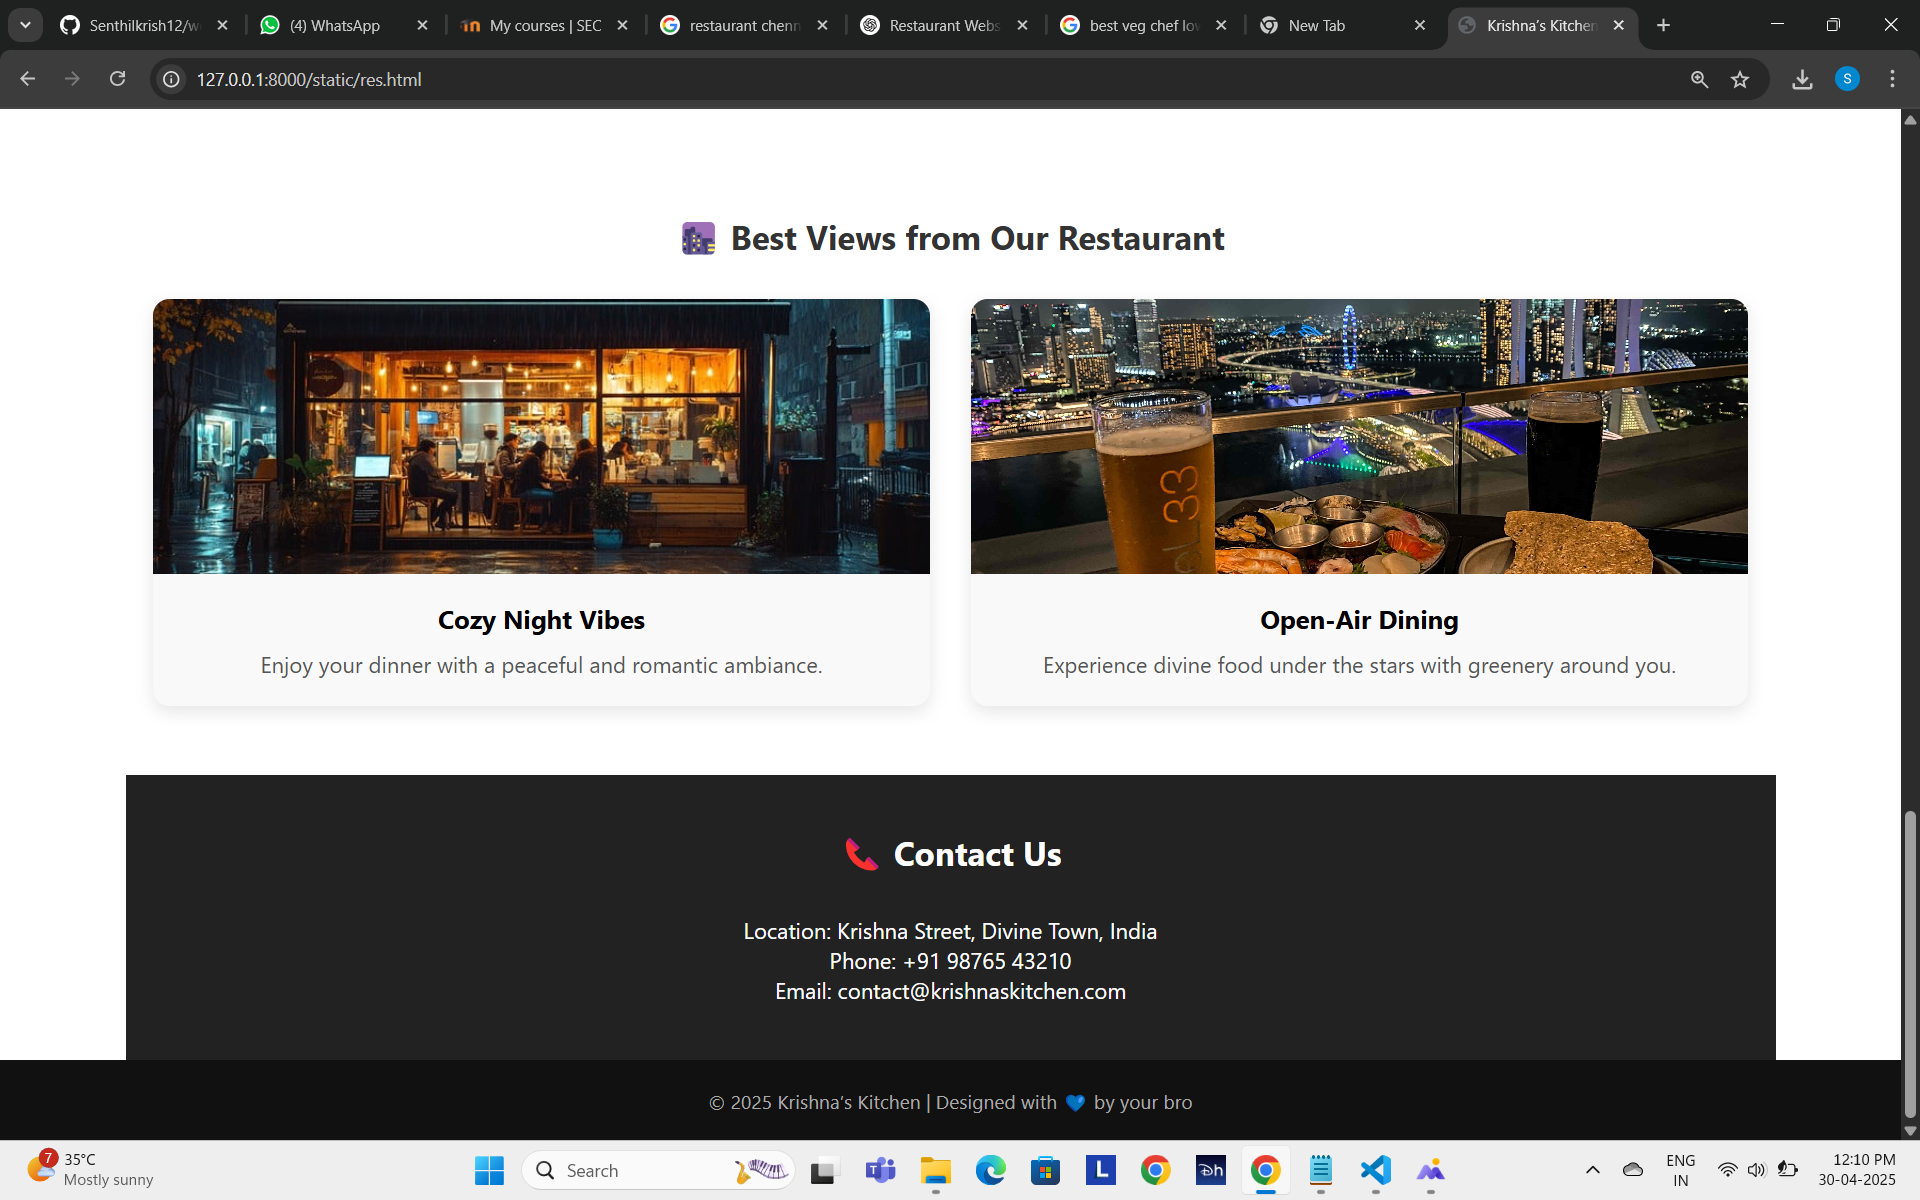 Senthilkrish12/w
(4) WhatsApp
My courses | SEC
restaurant chenn
Restaurant Webs
best veg chef lov
New Tab
Krishna's Kitchen
127.0.0.1:8000/static/res.html
S
Best Views from Our Restaurant
33
Cozy Night Vibes
Enjoy your dinner with a peaceful and romantic ambiance.
Open-Air Dining
Experience divine food under the stars with greenery around you.
Contact Us
Location: Krishna Street, Divine Town, India
Phone: +91 98765 43210
Email: contact@krishnaskitchen.com
© 2025 Krishna's Kitchen | Designed with 💙 by your bro
7
35°C
Mostly sunny
Search
L
Dh
ENG
IN
12:10 PM
30-04-2025